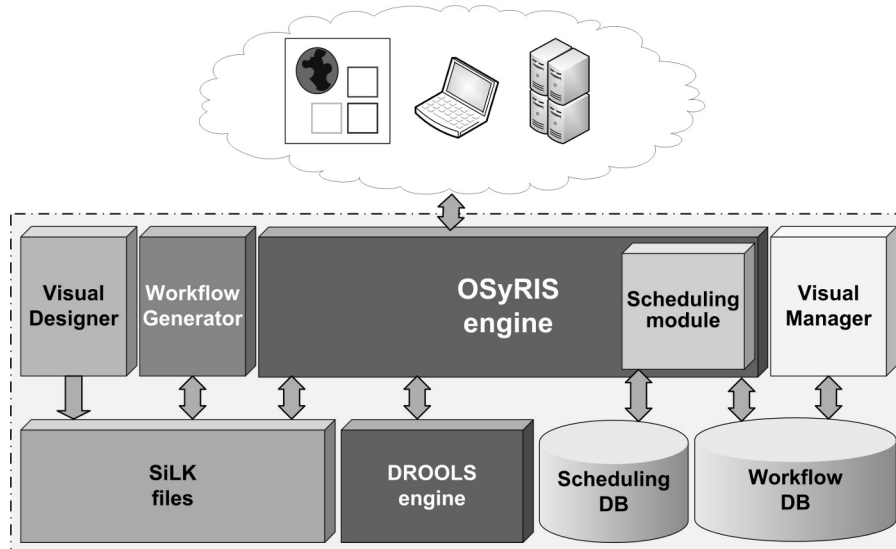 Visual
Designer
Workflow
Generator
OSyRIS
engine
Scheduling
module
Visual
Manager
SiLK
files
DROOLS
engine
Scheduling
DB
Workflow
DB